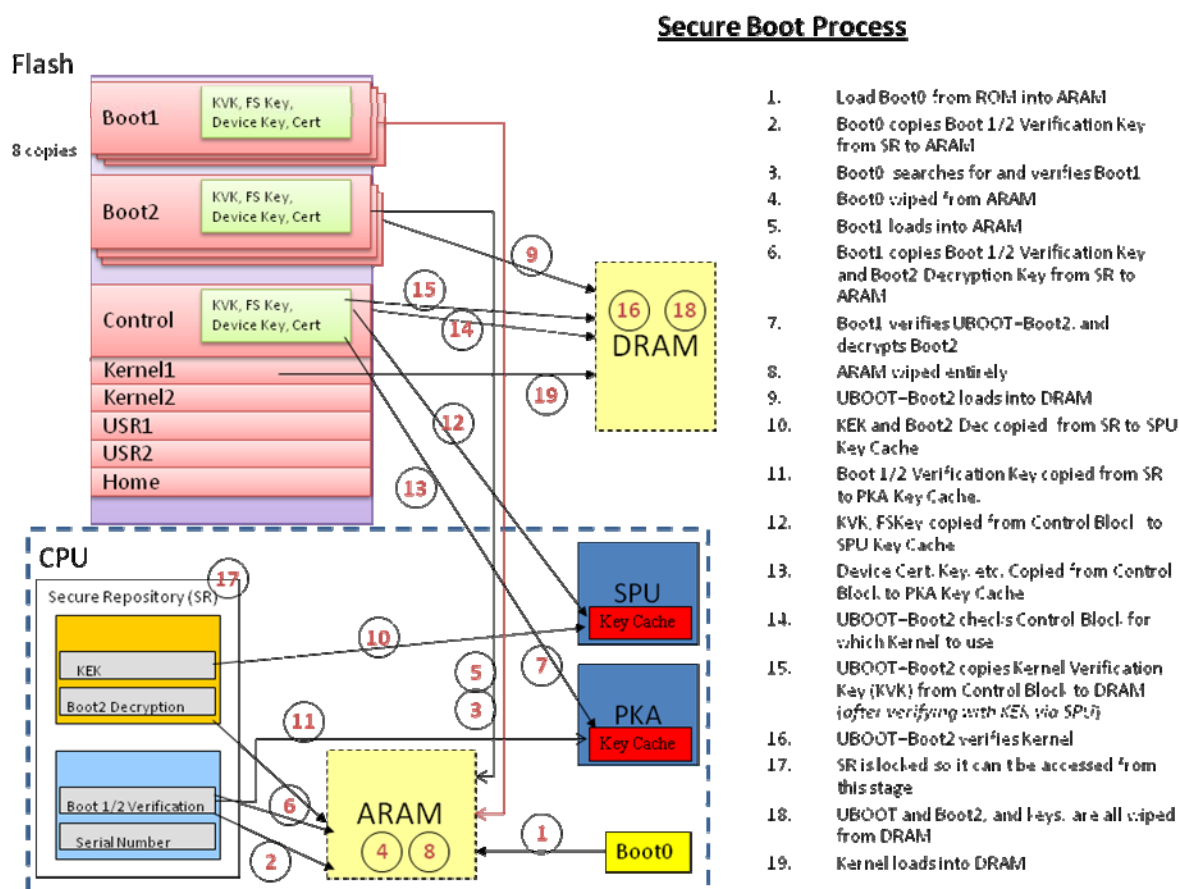 Secure Boot Process
Flash
8 copies
Boot1
KVK, FS Key,
Device Key, Cert
Boot2
KVK, FS Key,
Device Key, Cert
Control
KVK, FS Key,
Device Key, Cert
Kernel1
Kernel2
USR1
USR2
Home
9
15
14
19
12
13
16
18
DRAM
CPU
17
Secure Repository (SR)
KEK
Boot2 Decryption
Boot 1/2 Verification
Serial Number
10
11
5
3
7
6
2
1
SPU
Key Cache
PKA
Key Cache
ARAM
4
8
Boot0
1. Load Boot0 from ROM into ARAM
2. Boot0 copies Boot 1/2 Verification Key
from SR to ARAM
3. Boot0 searches for and verifies Boot1
4. Boot0 wiped from ARAM
5. Boot1 loads into ARAM
6. Boot1 copies Boot 1/2 Verification Key
and Boot2 Decryption Key from SR to
ARAM
7. Boot1 verifies UBOOT-Boot2, and
decrypts Boot2
8. ARAM wiped entirely
9. UBOOT-Boot2 loads into DRAM
10. KEK and Boot2 Dec copied from SR to SPU
Key Cache
11. Boot 1/2 Verification Key copied from SR
to PKA Key Cache.
12. KVK, FSKey copied from Control Block to
SPU Key Cache
13. Device Cert, Key, etc. Copied from Control
Block to PKA Key Cache
14. UBOOT-Boot2 checks Control Block for
which Kernel to use
15. UBOOT-Boot2 copies Kernel Verification
Key (KVK) from Control Block to DRAM
(after verifying with KEK via SPU)
16. UBOOT-Boot2 verifies Kernel
17. SR is locked so it can't be accessed from
this stage
18. UBOOT and Boot2, and keys, are all wiped
from DRAM
19. Kernel loads into DRAM